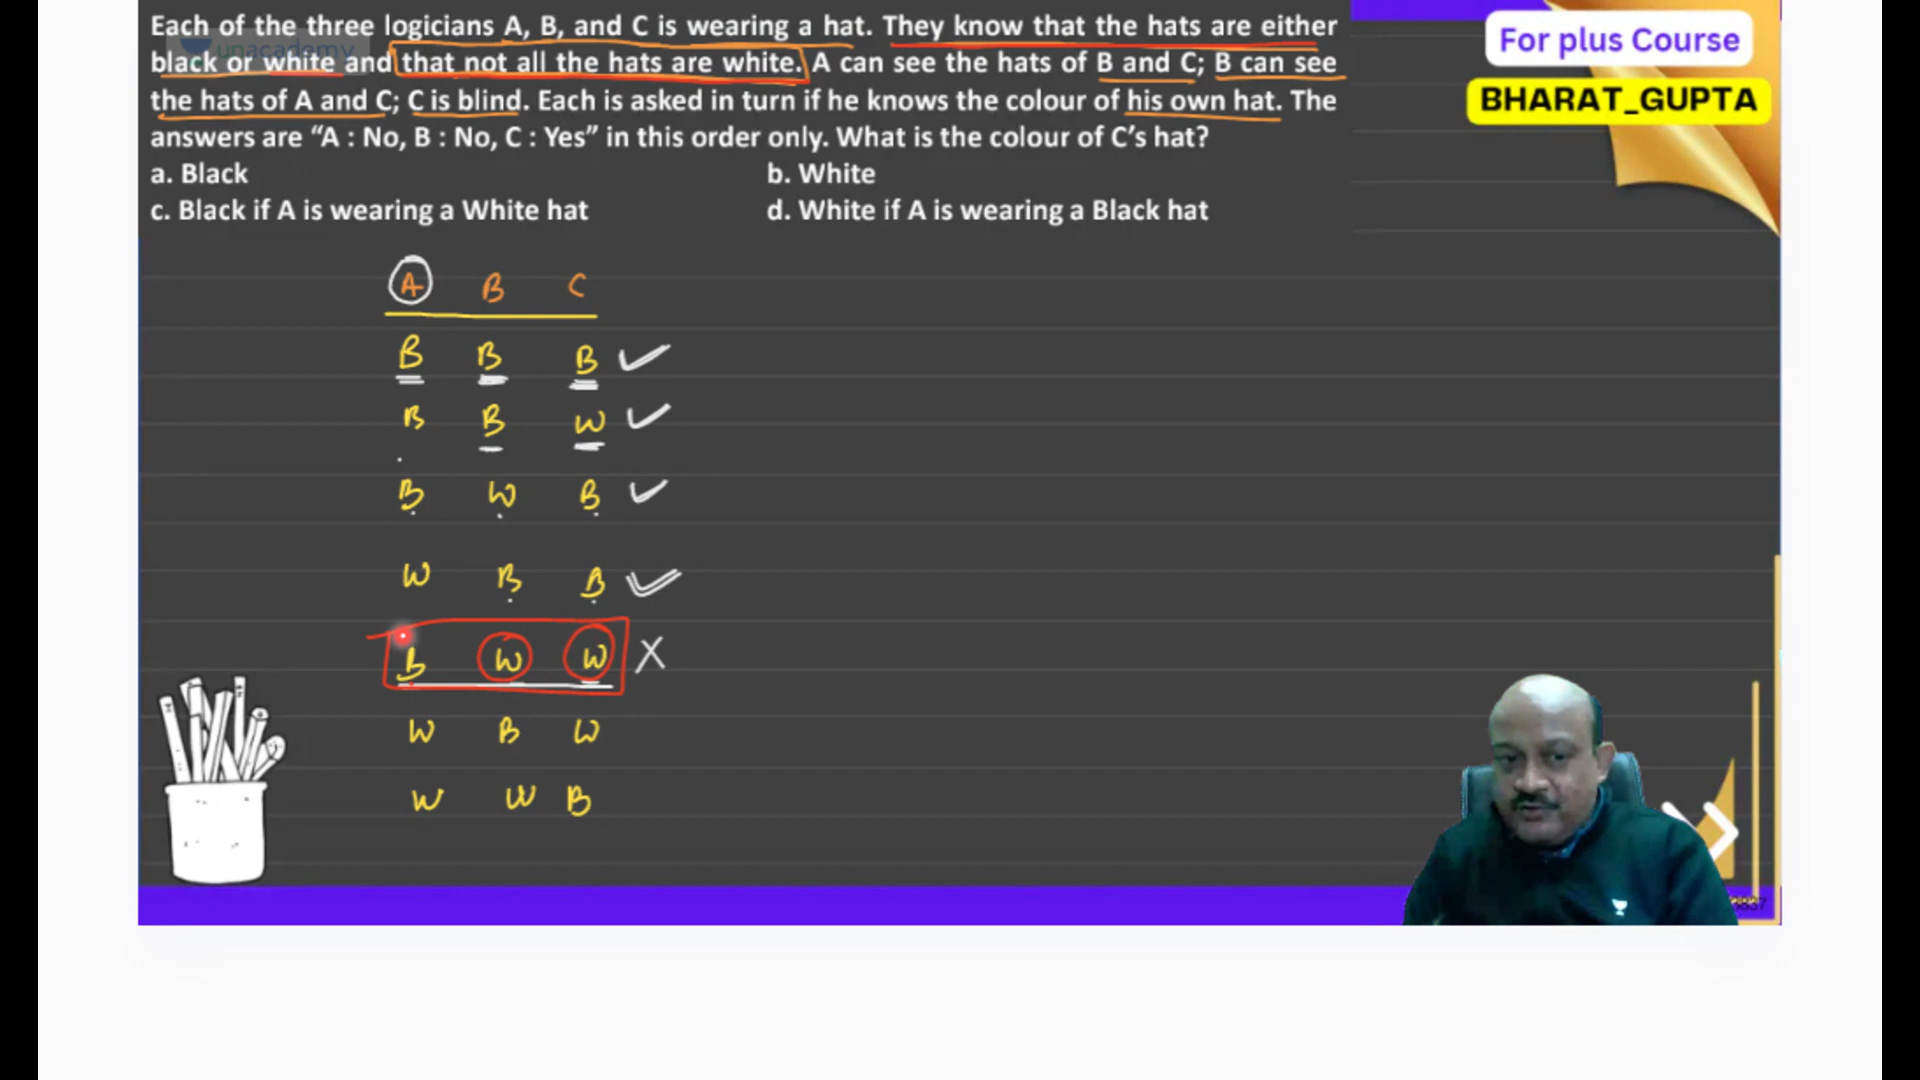 Each of the three logicians A, B, and C is wearing a hat. They know that the hats are either
black or white and that not all the hats are white. A can see the hats of B and C; B can see
the hats of A and C; C is blind. Each is asked in turn if he knows the colour of his own hat. The
answers are “A : No, B : No, C : Yes” in this order only. What is the colour of C’s hat?
a. Black b. White
c. Black if A is wearing a White hat d. White if A is wearing a Black hat
unacademy
For plus Course
BHARAT_GUPTA
A B C
B B B
B B W
B W B
W B B
B W W X
W B W
W W B